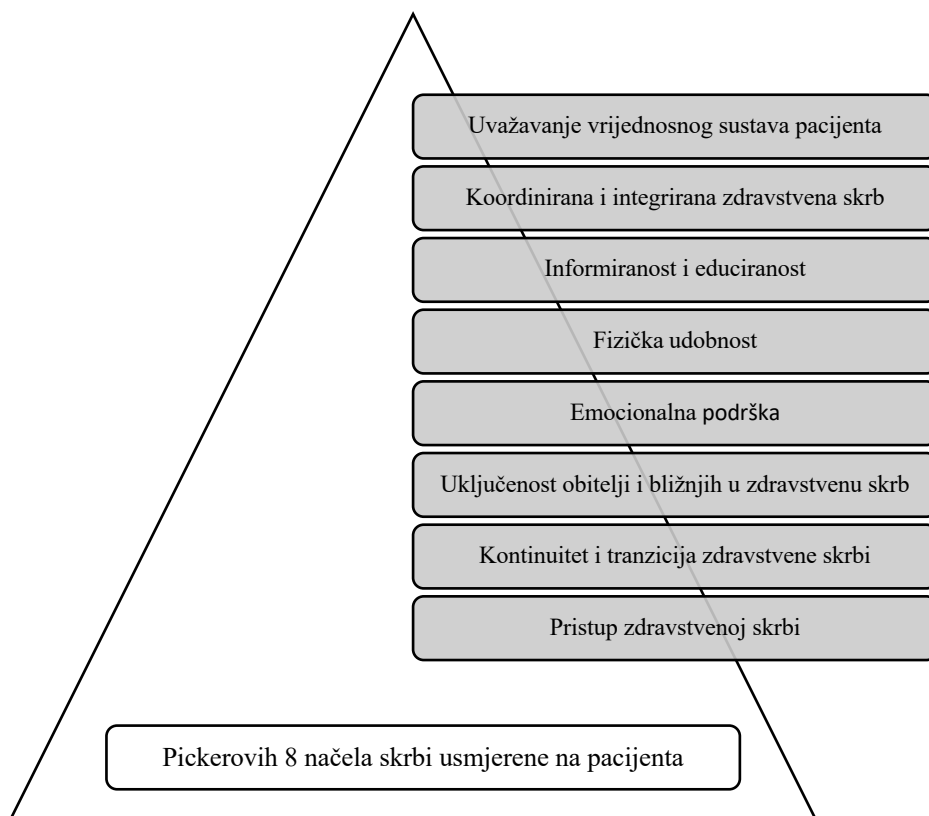 Uvažavanje vrijednosnog sustava pacijenta
Koordinirana i integrirana zdravstvena skrb
Informiranost i educiranost
Fizička udobnost
Emocionalna podrška
Uključenost obitelji i bližnjih u zdravstvenu skrb
Kontinuitet i tranzicija zdravstvene skrbi
Pristup zdravstvenoj skrbi
Pickerovih 8 načela skrbi usmjerene na pacijenta